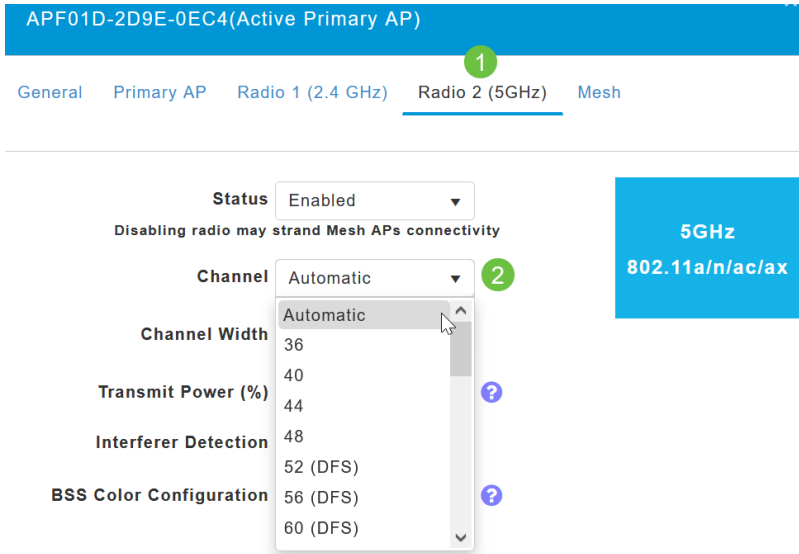 APF01D-2D9E-0EC4(Active Primary AP)
1
General Primary AP Radio 1 (2.4 GHz) Radio 2 (5GHz) Mesh
Status Enabled
Disabling radio may strand Mesh APs connectivity
5GHz
802.11a/n/ac/ax
Channel Automatic 2
Automatic
Channel Width
36
40
Transmit Power (%) ?
44
Interferer Detection
48
52 (DFS)
BSS Color Configuration ?
56 (DFS)
60 (DFS)